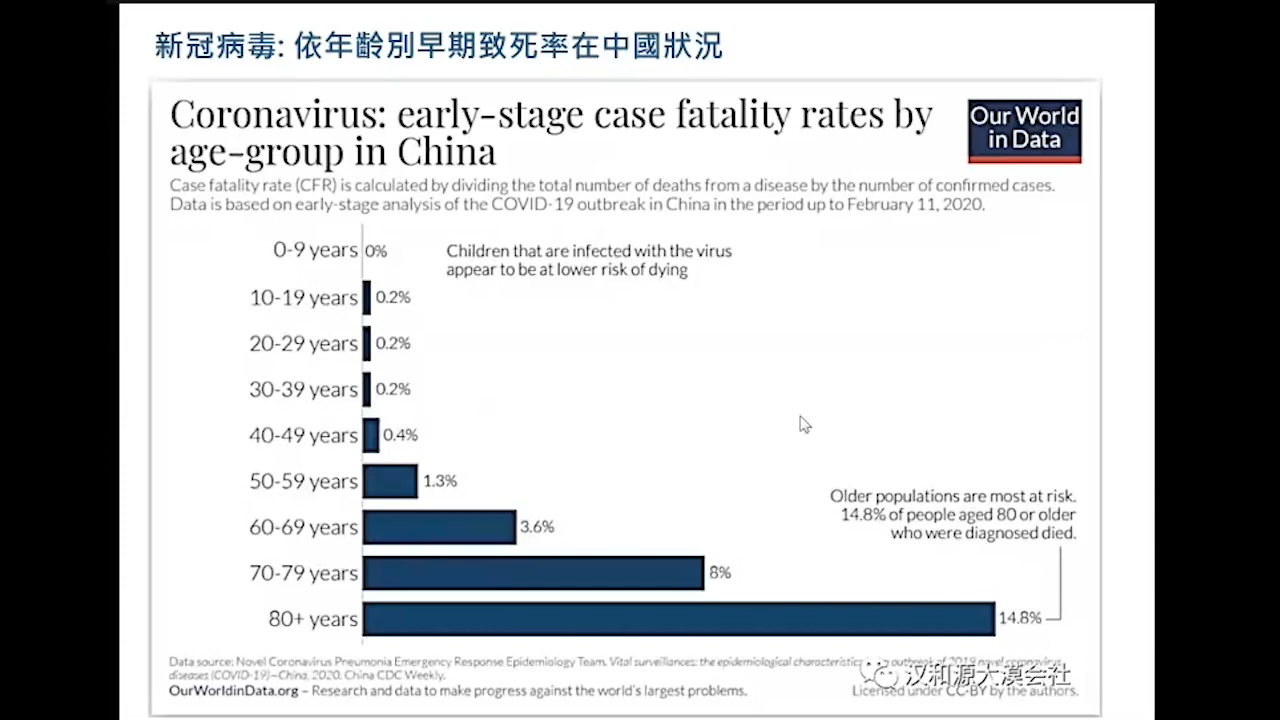 新冠病毒: 依年齡別早期致死率在中國狀況
Coronavirus: early-stage case fatality rates by
age-group in China
Our World
in Data
Case fatality rate (CFR) is calculated by dividing the total number of deaths from a disease by the number of confirmed cases.
Data is based on early-stage analysis of the COVID-19 outbreak in China in the period up to February 11, 2020.
0-9 years 0%
Children that are infected with the virus
appear to be at lower risk of dying
10-19 years 0.2%
20-29 years 0.2%
30-39 years 0.2%
40-49 years 0.4%
50-59 years 1.3%
Older populations are most at risk.
14.8% of people aged 80 or older
who were diagnosed died.
60-69 years 3.6%
70-79 years 8%
80+ years 14.8%
Data source: Novel Coronavirus Pneumonia Emergency Response Epidemiology Team. Vital surveillances: the epidemiological characteristics outbreak of 2019 novel coronavirus
diseases (COVID-19)–China, 2020. China CDC Weekly.
汉和源大漠会社
OurWorldinData.org – Research and data to make progress against the world's largest problems.
Licensed under CC-BY by the authors.